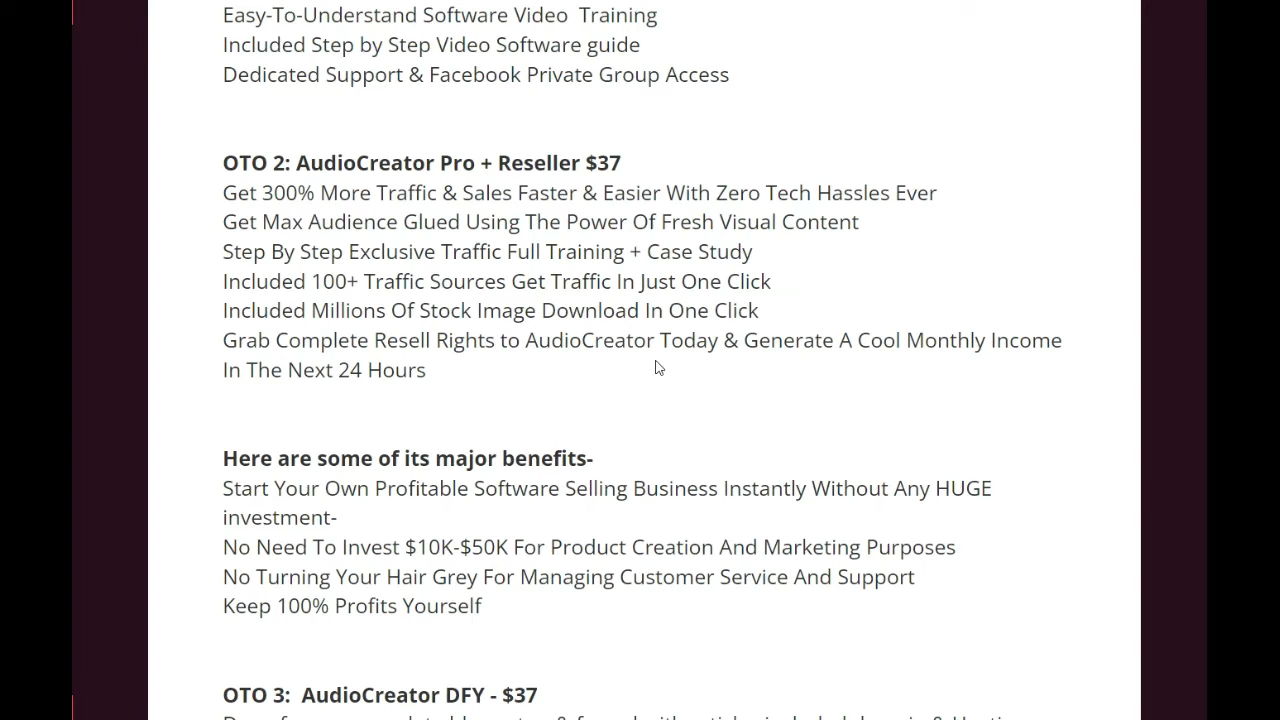 Easy-To-Understand Software Video  Training
Included Step by Step Video Software guide
Dedicated Support & Facebook Private Group Access
OTO 2: AudioCreator Pro + Reseller $37
Get 300% More Traffic & Sales Faster & Easier With Zero Tech Hassles Ever
Get Max Audience Glued Using The Power Of Fresh Visual Content
Step By Step Exclusive Traffic Full Training + Case Study
Included 100+ Traffic Sources Get Traffic In Just One Click
Included Millions Of Stock Image Download In One Click
Grab Complete Resell Rights to AudioCreator Today & Generate A Cool Monthly Income
In The Next 24 Hours
Here are some of its major benefits-
Start Your Own Profitable Software Selling Business Instantly Without Any HUGE
investment-
No Need To Invest $10K-$50K For Product Creation And Marketing Purposes
No Turning Your Hair Grey For Managing Customer Service And Support
Keep 100% Profits Yourself
OTO 3:  AudioCreator DFY - $37